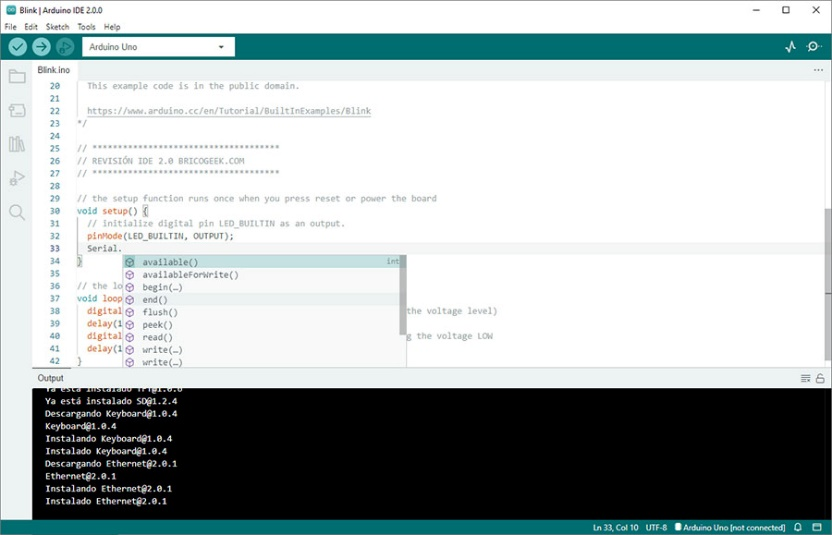 Blink | Arduino IDE 2.0.0
File Edit Sketch Tools Help
Arduino Uno
Blink.ino
20 This example code is in the public domain.
21
22 https://www.arduino.cc/en/Tutorial/BuiltInExamples/Blink
23 */
24
25 // *************************************
26 // REVISIÓN IDE 2.0 BRICOGEEK.COM
27 // *************************************
28
29 // the setup function runs once when you press reset or power the board
30 void setup() {
31 // initialize digital pin LED_BUILTIN as an output.
32 pinMode(LED_BUILTIN, OUTPUT);
33 Serial.
34 }
available() int
35
availableForWrite()
36 // the lo
begin(…)
37 void loop
end()
38 digital
flush()
the voltage level)
39 delay(1
peek()
40 digital
read()
g the voltage LOW
41 delay(1
write(…)
42 }
write(…)
Output
Ya está instalado TFT@1.0.6
Ya está instalado SD@1.2.4
Descargando Keyboard@1.0.4
Keyboard@1.0.4
Instalando Keyboard@1.0.4
Instalado Keyboard@1.0.4
Descargando Ethernet@2.0.1
Ethernet@2.0.1
Instalando Ethernet@2.0.1
Instalado Ethernet@2.0.1
Ln 33, Col 10 UTF-8 Arduino Uno [not connected]